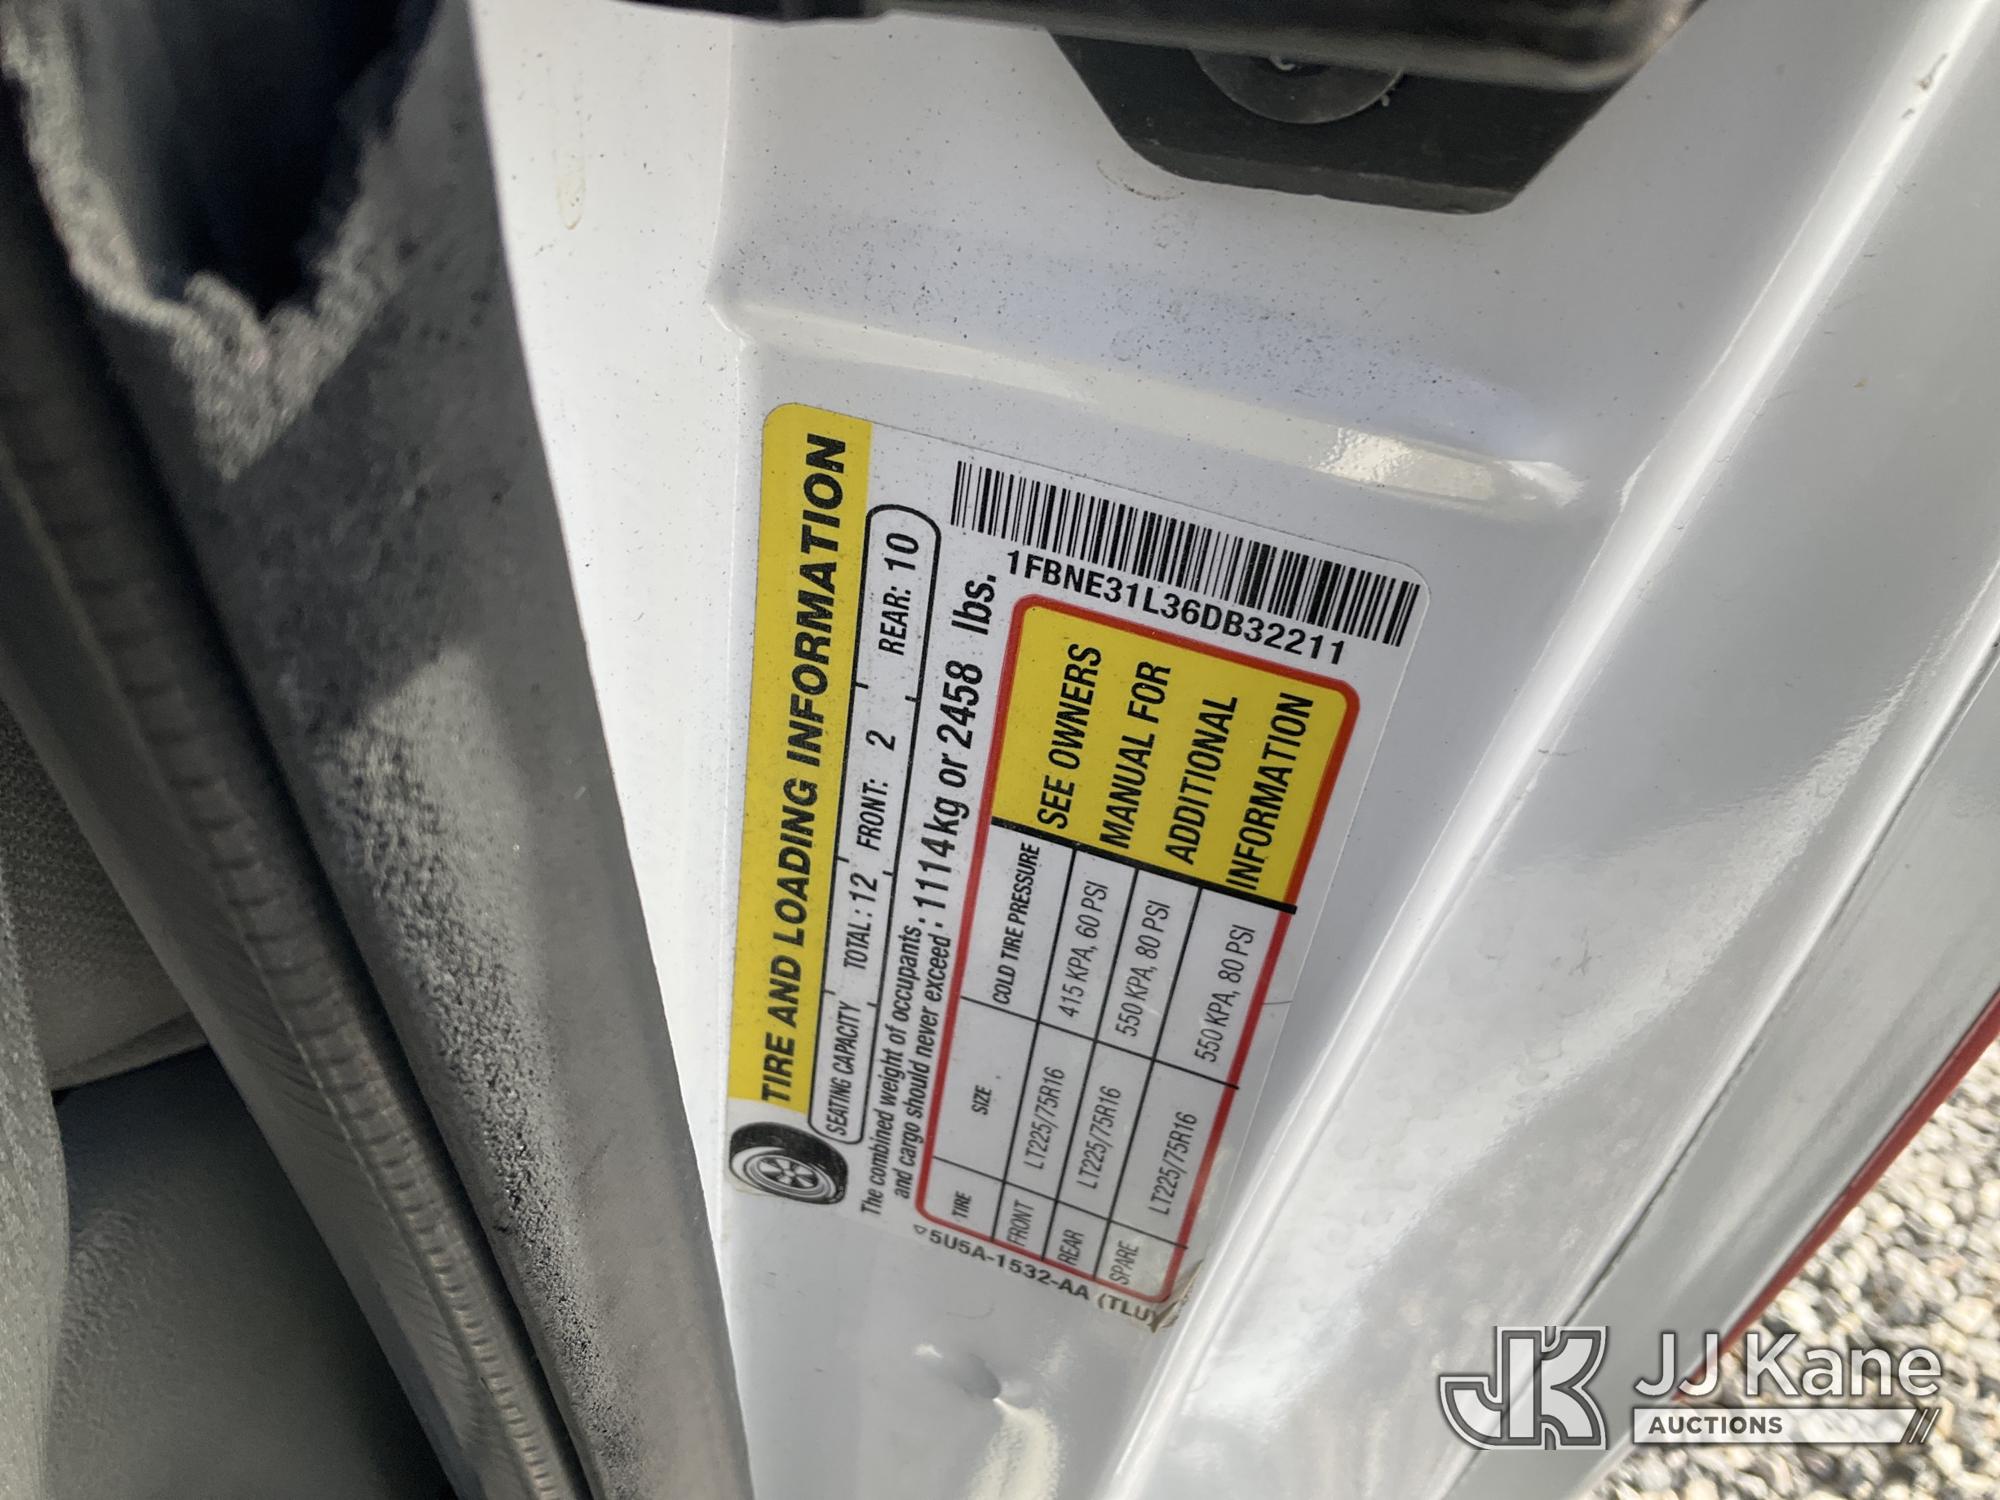 TIRE AND LOADING INFORMATION
SEATING CAPACITY TOTAL: 12 FRONT: 2 REAR: 10
The combined weight of occupants
and cargo should never exceed : 1114kg or 2458 lbs.
TIRE SIZE COLD TIRE PRESSURE
FRONT LT225/75R16 415 KPA, 60 PSI
REAR LT225/75R16 550 KPA, 80 PSI
SPARE LT225/75R16 550 KPA, 80 PSI
SEE OWNERS
MANUAL FOR
ADDITIONAL
INFORMATION
1FBNE31L36DB32211
5U5A-1532-AA (TLU)
JK JJ Kane
AUCTIONS